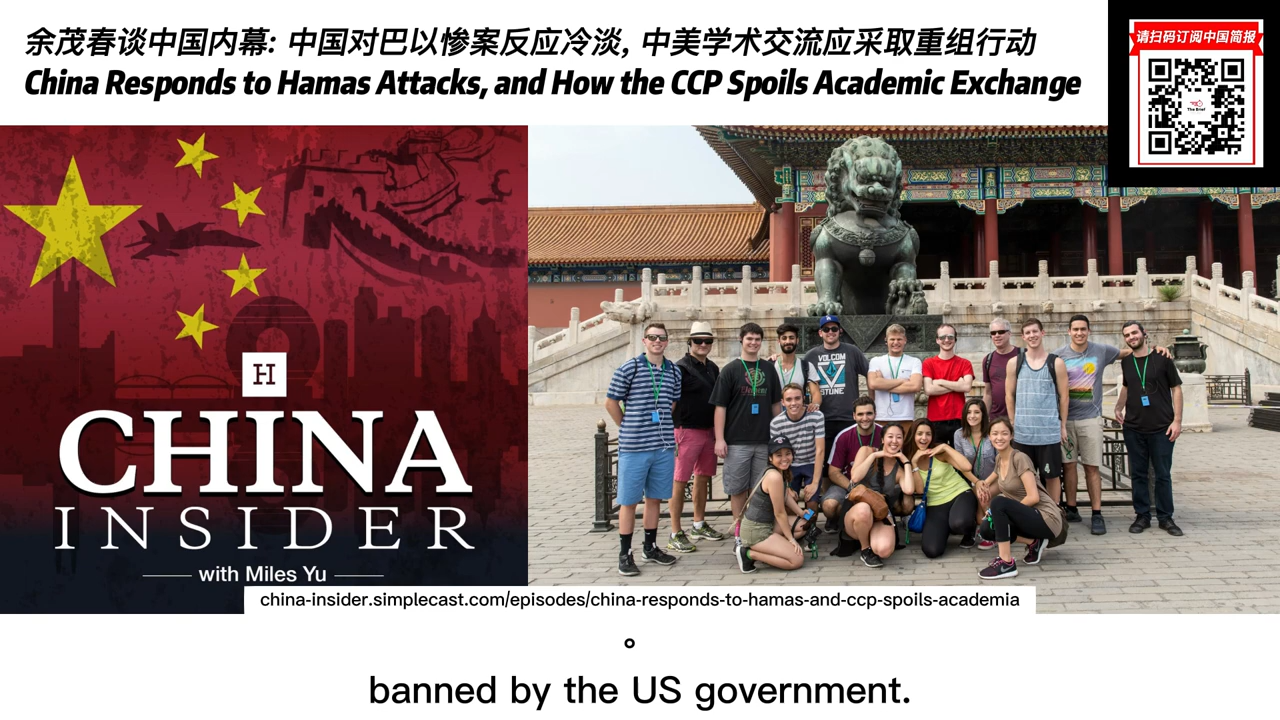 余茂春谈中国内幕: 中国对巴以惨案反应冷淡, 中美学术交流应采取重组行动
China Responds to Hamas Attacks, and How the CCP Spoils Academic Exchange
请扫码订阅中国简报
The Brief
H
CHINA
INSIDER
with Miles Yu
VOLCOM
STONE
china-insider.simplecast.com/episodes/china-responds-to-hamas-and-ccp-spoils-academia
。
banned by the US government.